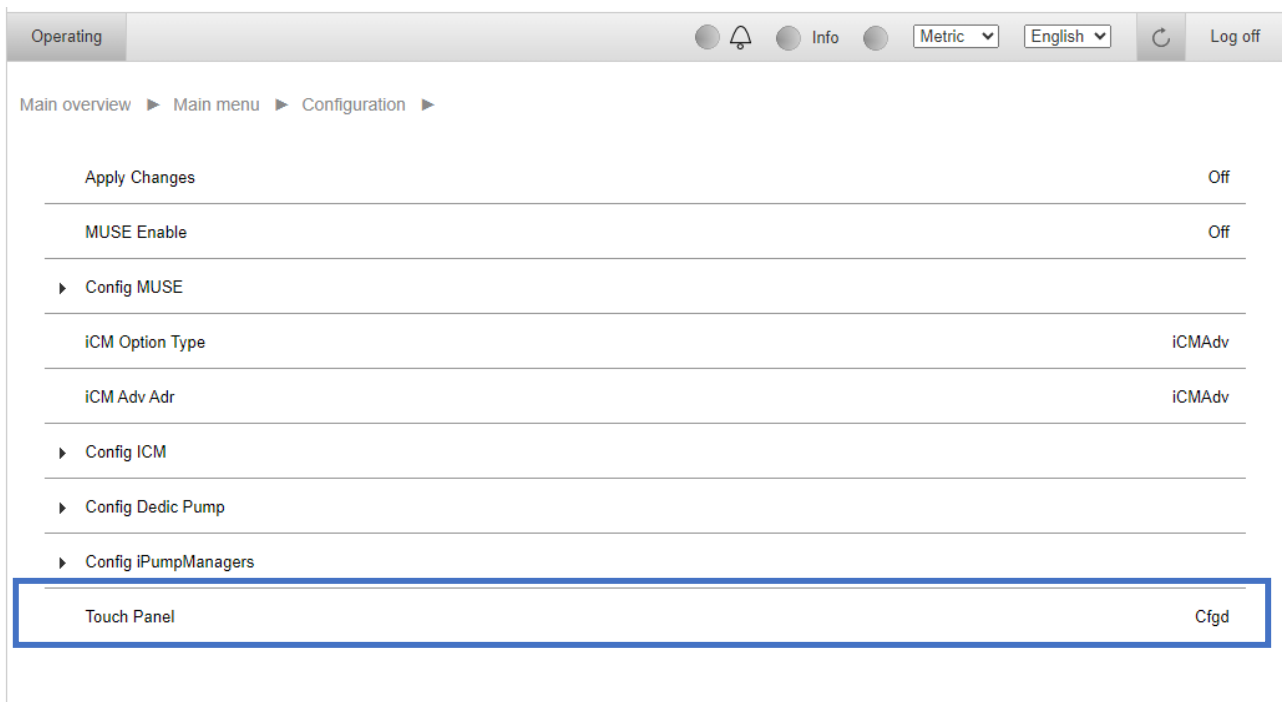 Operating Info Metric English Log off
Main overview ► Main menu ► Configuration ►
Apply Changes Off
MUSE Enable Off
Config MUSE
iCM Option Type iCMAdv
iCM Adv Adr iCMAdv
Config ICM
Config Dedic Pump
Config iPumpManagers
Touch Panel Cfgd